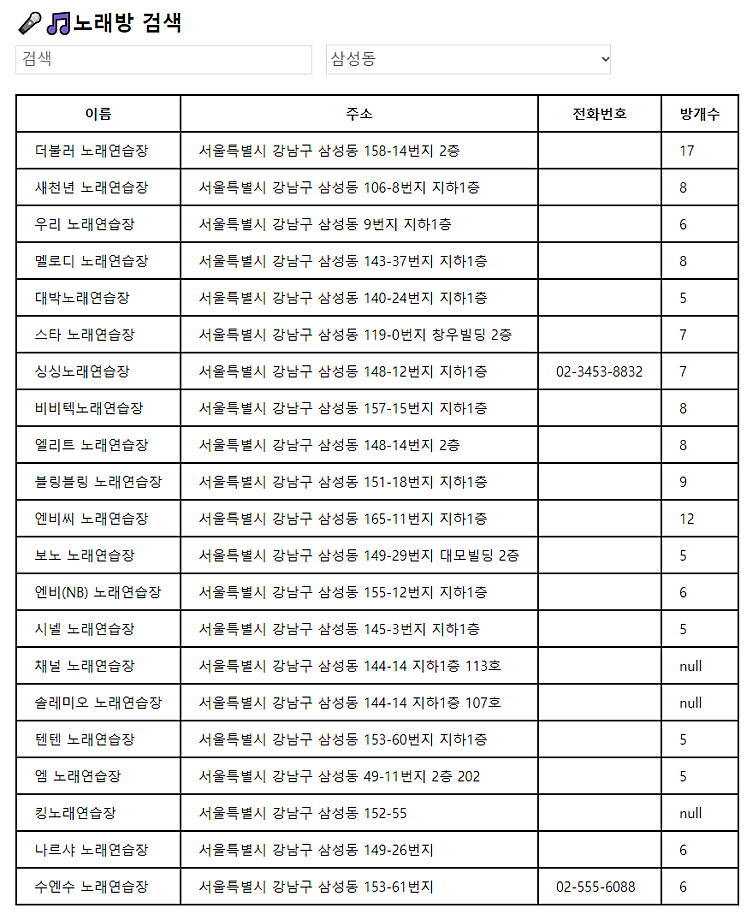 🎤🎵노래방 검색
검색 삼성동
이름 주소 전화번호 방개수
더불러 노래연습장 서울특별시 강남구 삼성동 158-14번지 2층 17
새천년 노래연습장 서울특별시 강남구 삼성동 106-8번지 지하1층 8
우리 노래연습장 서울특별시 강남구 삼성동 9번지 지하1층 6
멜로디 노래연습장 서울특별시 강남구 삼성동 143-37번지 지하1층 8
대박노래연습장 서울특별시 강남구 삼성동 140-24번지 지하1층 5
스타 노래연습장 서울특별시 강남구 삼성동 119-0번지 창우빌딩 2층 7
싱싱노래연습장 서울특별시 강남구 삼성동 148-12번지 지하1층 02-3453-8832 7
비비텍노래연습장 서울특별시 강남구 삼성동 157-15번지 지하1층 8
엘리트 노래연습장 서울특별시 강남구 삼성동 148-14번지 2층 8
블링블링 노래연습장 서울특별시 강남구 삼성동 151-18번지 지하1층 9
엔비씨 노래연습장 서울특별시 강남구 삼성동 165-11번지 지하1층 12
보노 노래연습장 서울특별시 강남구 삼성동 149-29번지 대모빌딩 2층 5
엔비(NB) 노래연습장 서울특별시 강남구 삼성동 155-12번지 지하1층 6
시넬 노래연습장 서울특별시 강남구 삼성동 145-3번지 지하1층 5
채널 노래연습장 서울특별시 강남구 삼성동 144-14 지하1층 113호 null
솔레미오 노래연습장 서울특별시 강남구 삼성동 144-14 지하1층 107호 null
텐텐 노래연습장 서울특별시 강남구 삼성동 153-60번지 지하1층 5
엠 노래연습장 서울특별시 강남구 삼성동 49-11번지 2층 202 5
킹노래연습장 서울특별시 강남구 삼성동 152-55 null
나르샤 노래연습장 서울특별시 강남구 삼성동 149-26번지 6
수엔수 노래연습장 서울특별시 강남구 삼성동 153-61번지 02-555-6088 6